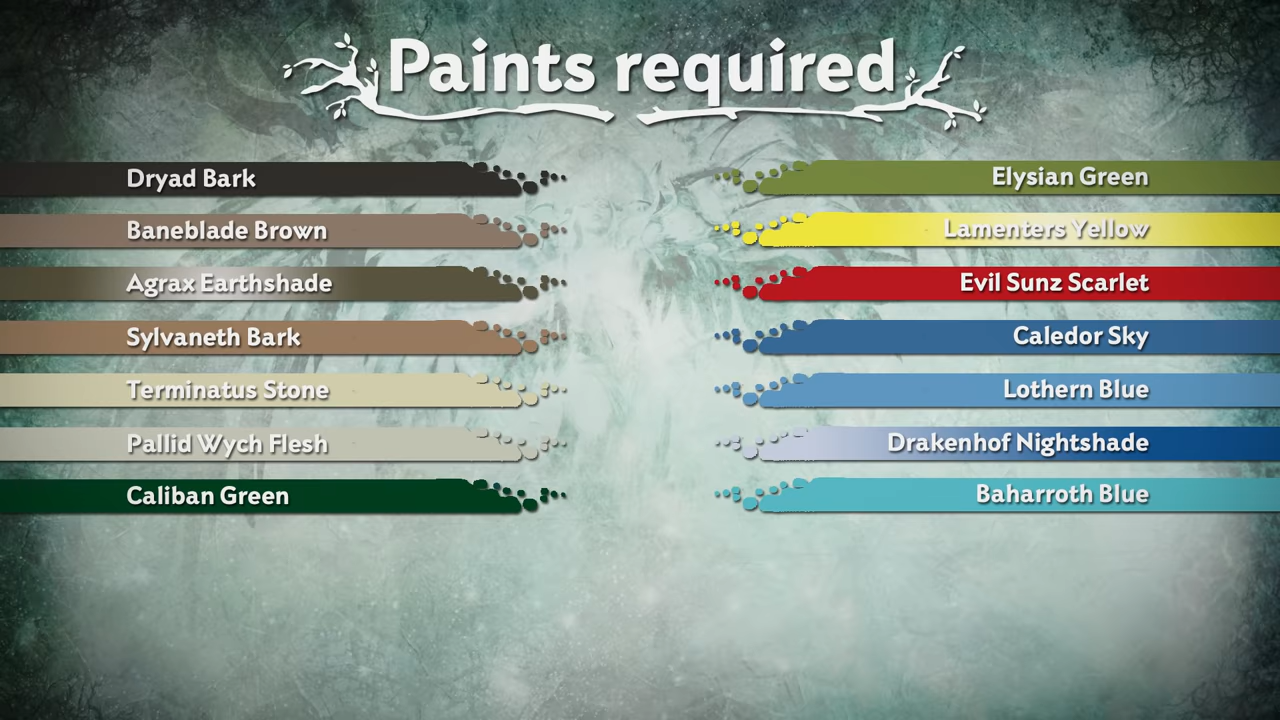 Paints required
Dryad Bark
Baneblade Brown
Agrax Earthshade
Sylvaneth Bark
Terminatus Stone
Pallid Wych Flesh
Caliban Green
Elysian Green
Lamenters Yellow
Evil Sunz Scarlet
Caledor Sky
Lothern Blue
Drakenhof Nightshade
Baharroth Blue